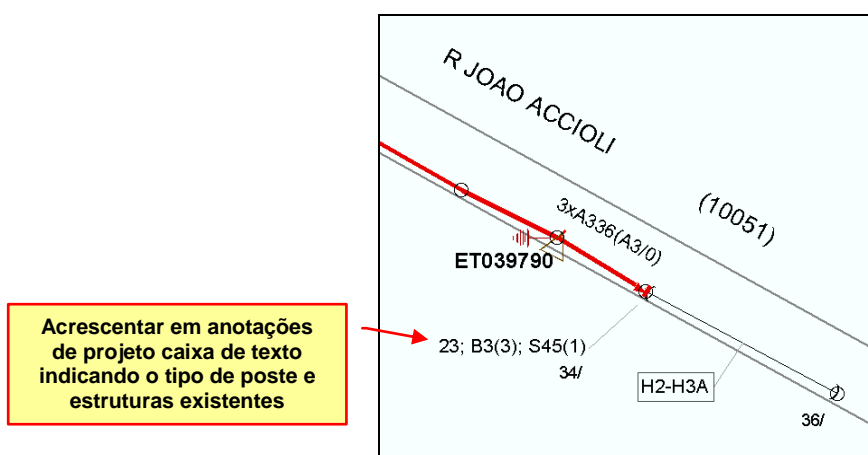 R JOAO ACCIOLI
(10051)
3xA336(A3/0)
ET039790
Acrescentar em anotações
de projeto caixa de texto
indicando o tipo de poste e
estruturas existentes
23; B3(3); S45(1)
34/
H2-H3A
36/